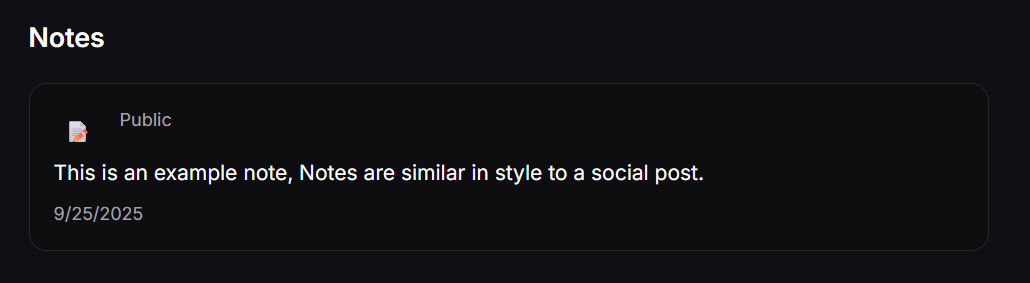 Notes
Public
This is an example note, Notes are similar in style to a social post.
9/25/2025